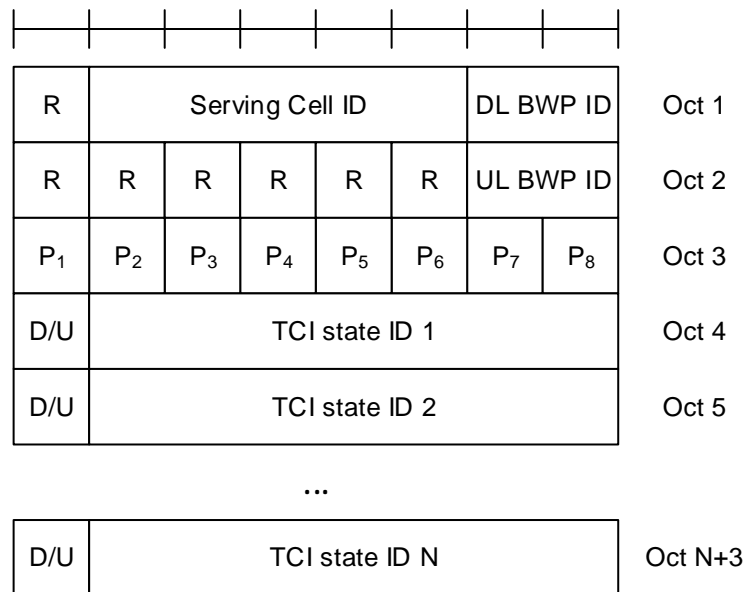 R Serving Cell ID DL BWP ID Oct 1
R R R R R R UL BWP ID Oct 2
P₁ P₂ P₃ P₄ P₅ P₆ P₇ P₈ Oct 3
D/U TCI state ID 1 Oct 4
D/U TCI state ID 2 Oct 5
...
D/U TCI state ID N Oct N+3